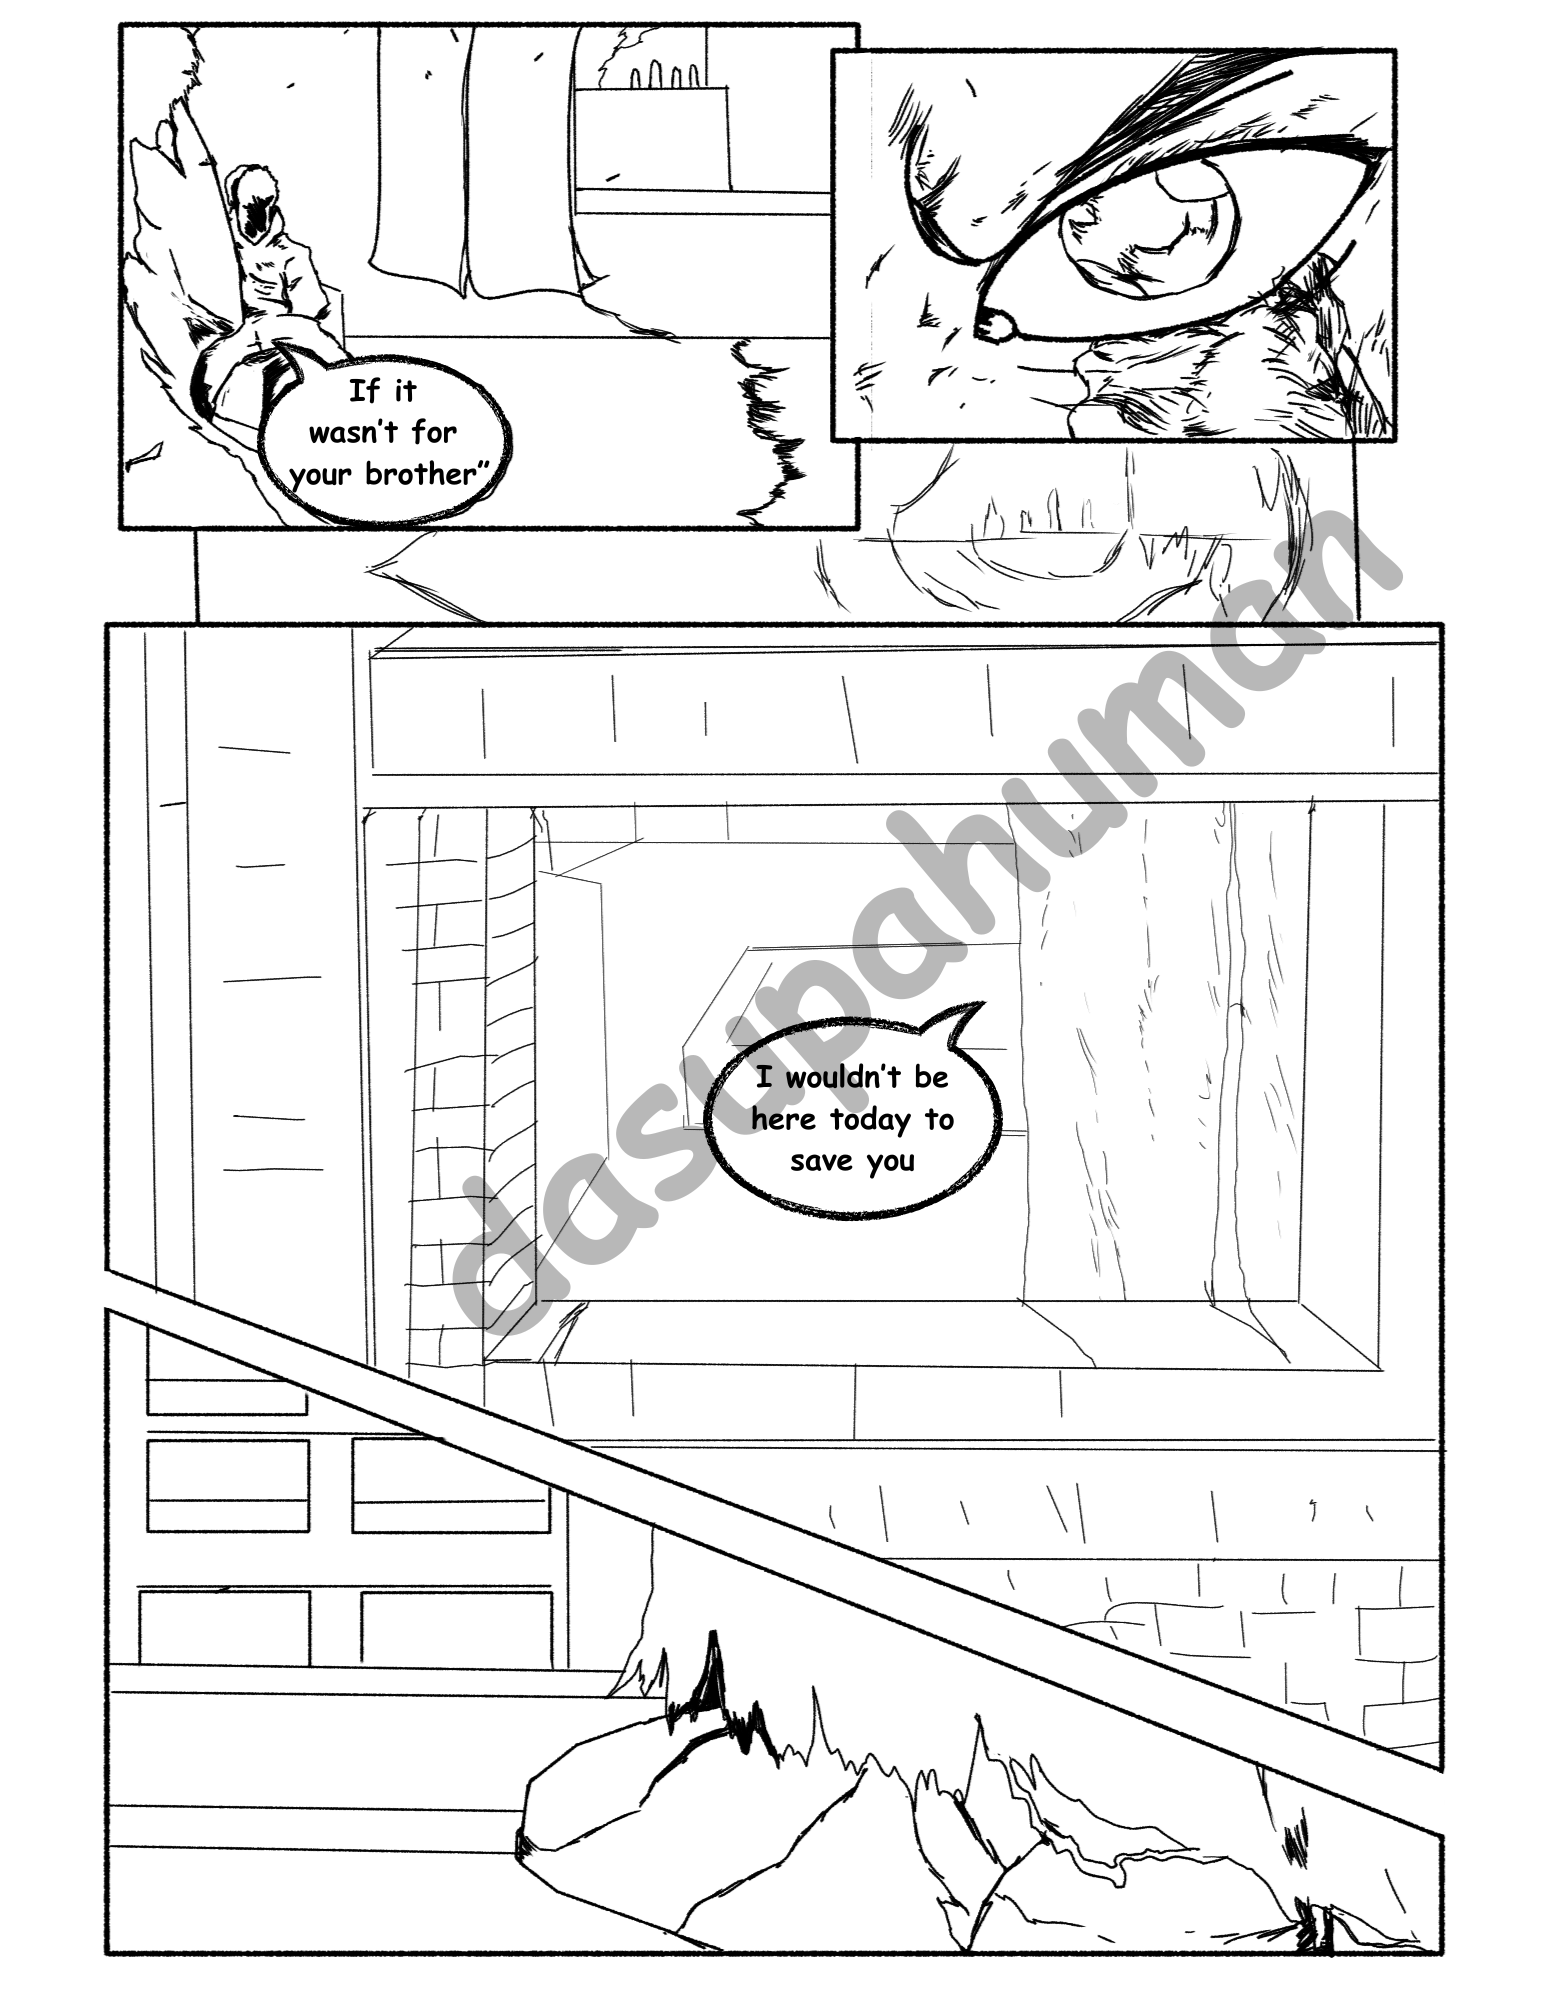 If it
wasn't for
your brother”
I wouldn't be
here today to
save you
dasupahuman